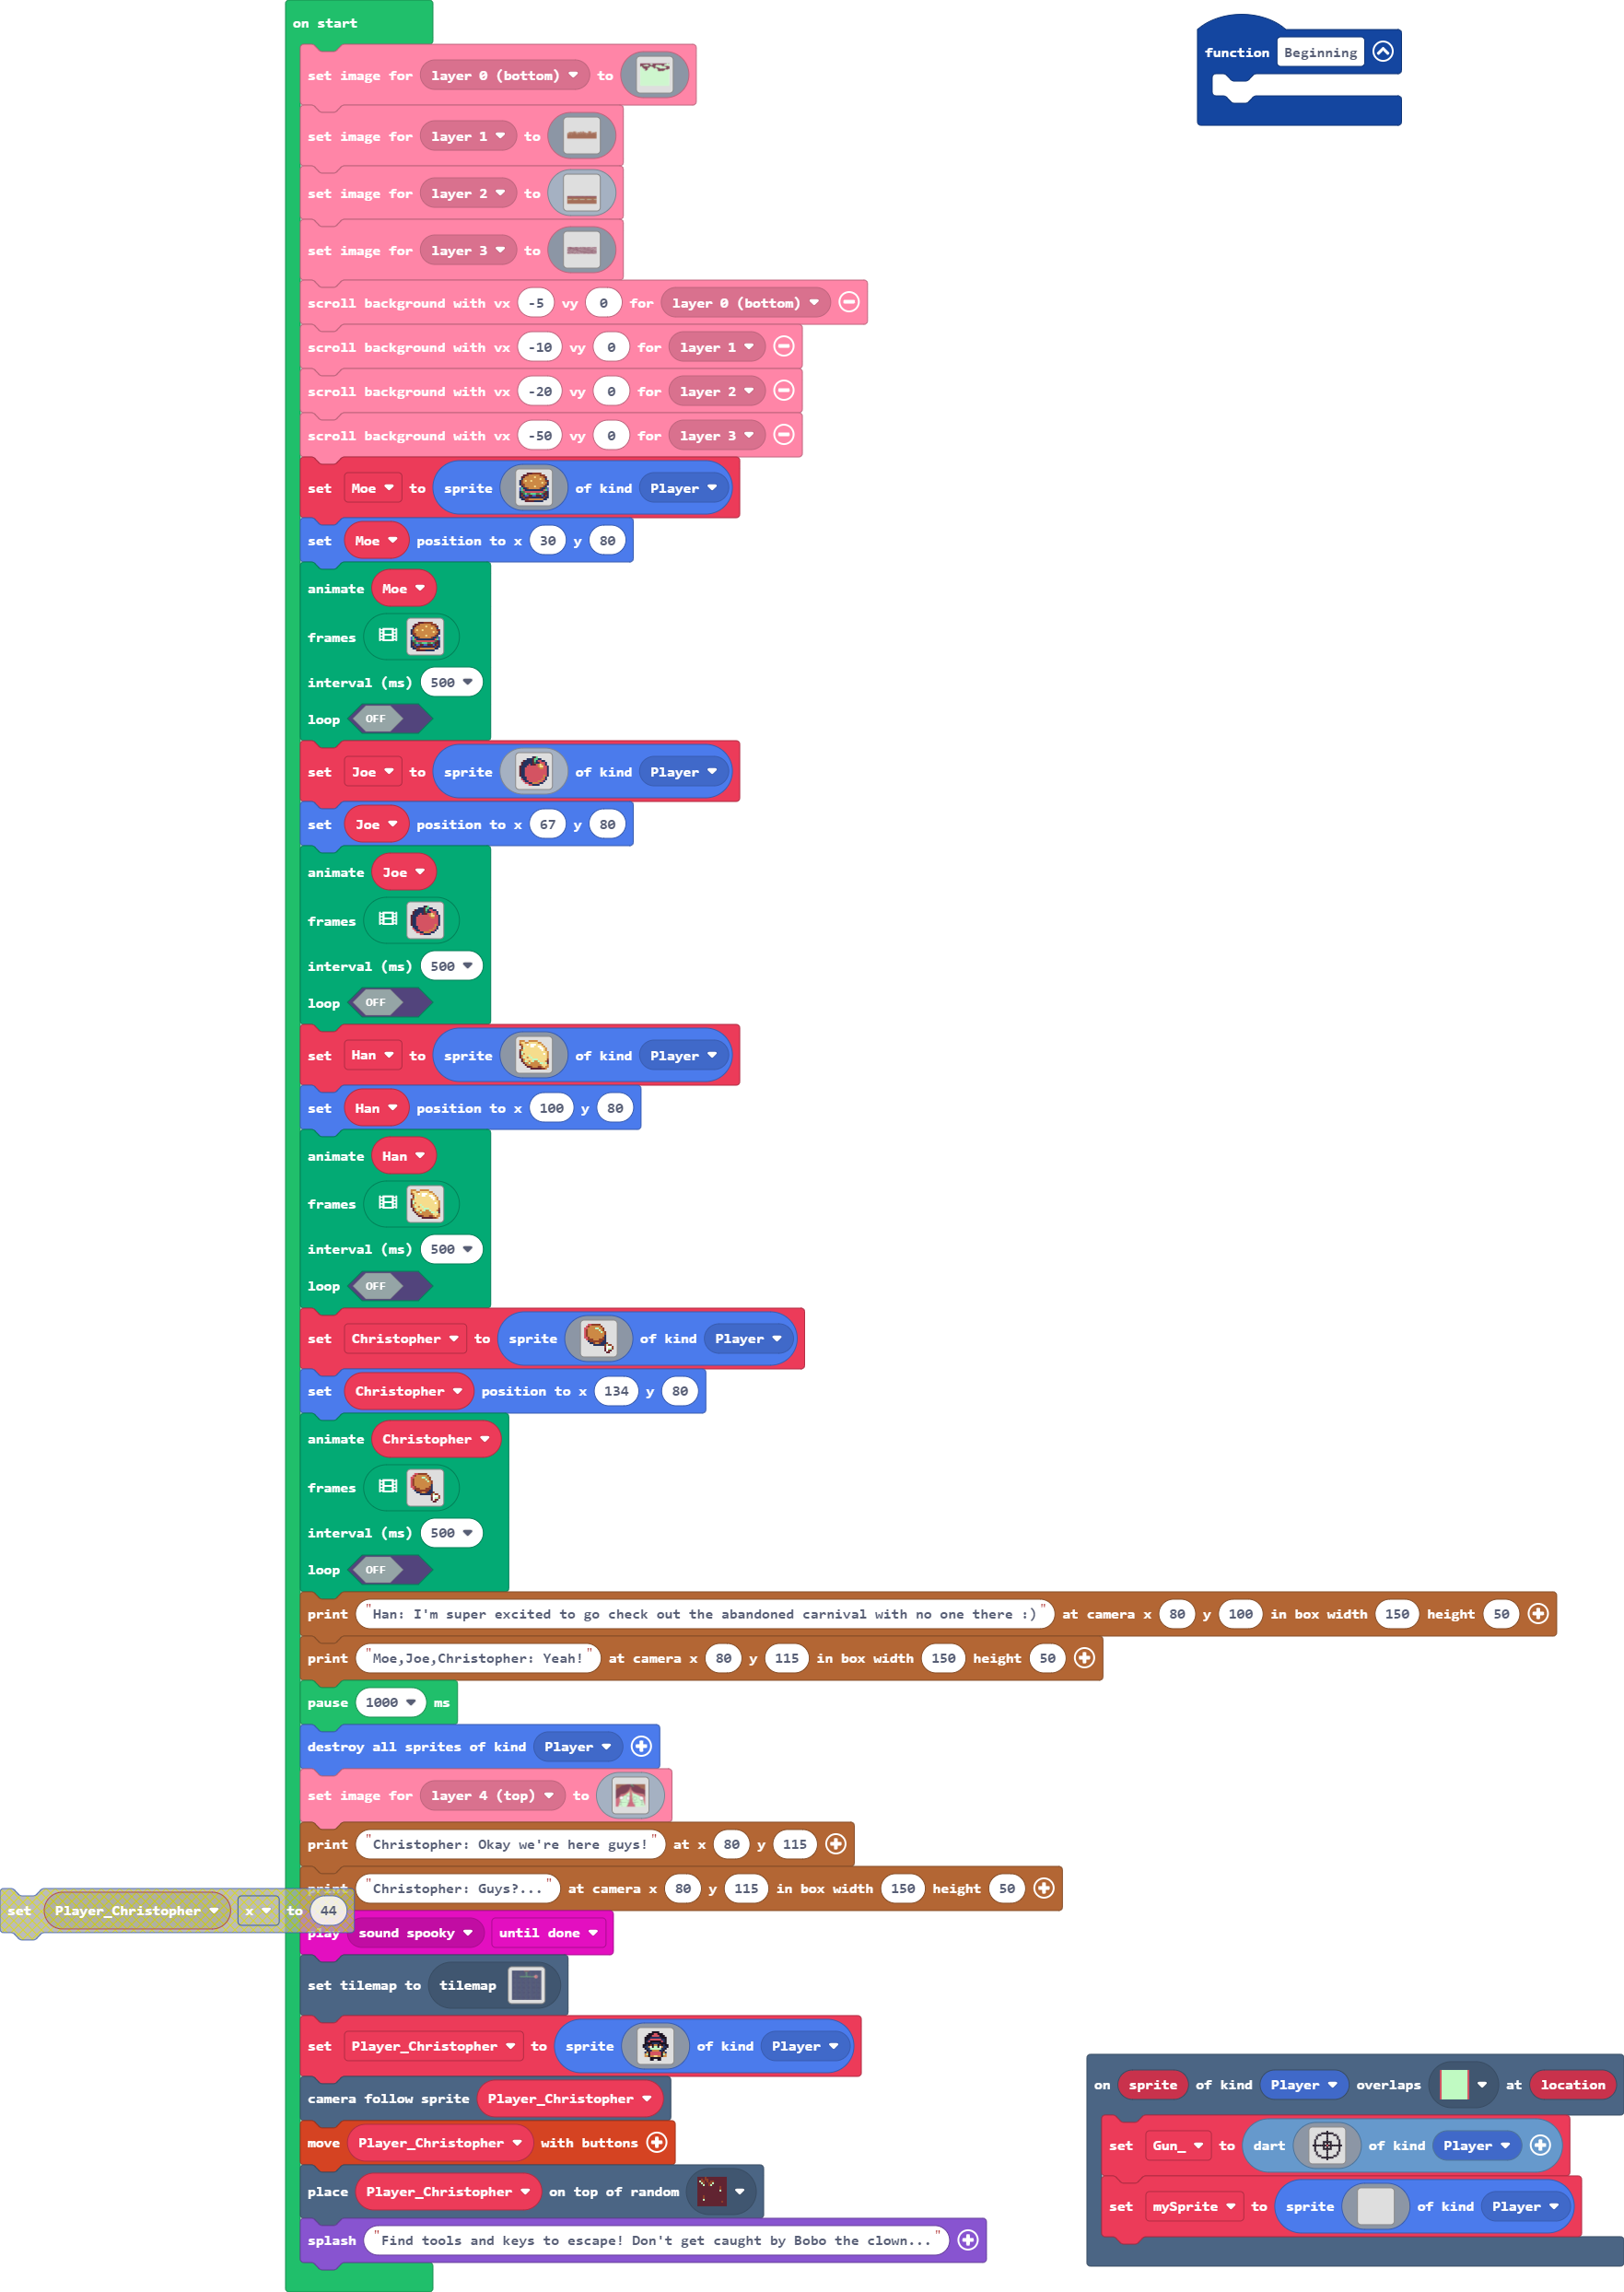 on start
function Beginning
set image for layer 0 (bottom) to
set image for layer 1 to
set image for layer 2 to
set image for layer 3 to
scroll background with vx -5 vy 0 for layer 0 (bottom)
scroll background with vx -10 vy 0 for layer 1
scroll background with vx -20 vy 0 for layer 2
scroll background with vx -50 vy 0 for layer 3
set Moe to sprite of kind Player
set Moe position to x 30 y 80
animate Moe
frames
interval (ms) 500
loop OFF
set Joe to sprite of kind Player
set Joe position to x 67 y 80
animate Joe
frames
interval (ms) 500
loop OFF
set Han to sprite of kind Player
set Han position to x 100 y 80
animate Han
frames
interval (ms) 500
loop OFF
set Christopher to sprite of kind Player
set Christopher position to x 134 y 80
animate Christopher
frames
interval (ms) 500
loop OFF
print "Han: I'm super excited to go check out the abandoned carnival with no one there :)" at camera x 80 y 100 in box width 150 height 50
print "Moe,Joe,Christopher: Yeah!" at camera x 80 y 115 in box width 150 height 50
pause 1000 ms
destroy all sprites of kind Player
set image for layer 4 (top) to
print "Christopher: Okay we're here guys!" at x 80 y 115
print "Christopher: Guys?..." at camera x 80 y 115 in box width 150 height 50
set Player_Christopher x to 44
play sound spooky until done
set tilemap to tilemap
set Player_Christopher to sprite of kind Player
camera follow sprite Player_Christopher
move Player_Christopher with buttons
place Player_Christopher on top of random
splash "Find tools and keys to escape! Don't get caught by Bobo the clown..."
on sprite of kind Player overlaps at location
set Gun_ to dart of kind Player
set mySprite to sprite of kind Player